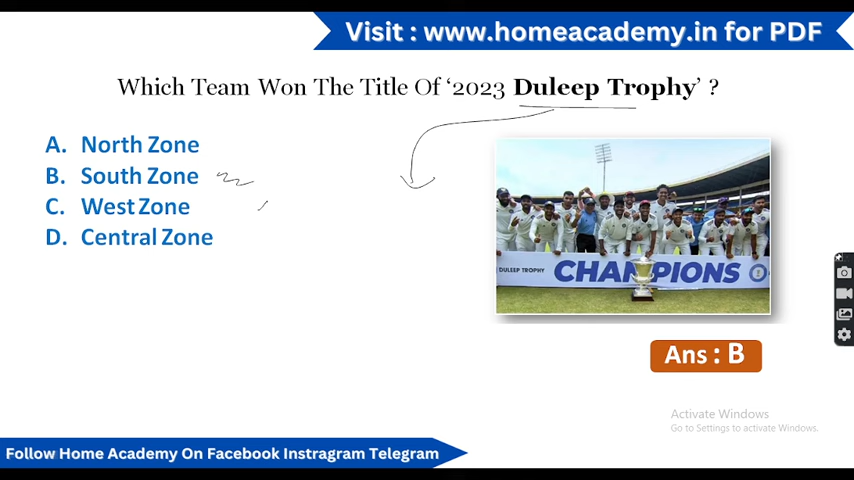 Visit : www.homeacademy.in for PDF
Which Team Won The Title Of ‘2023 Duleep Trophy’ ?
A. North Zone
B. South Zone
C. West Zone
D. Central Zone
DULEEP TROPHY
CHAMPIONS
Ans : B
Activate Windows
Go to Settings to activate Windows.
Follow Home Academy On Facebook Instragram Telegram